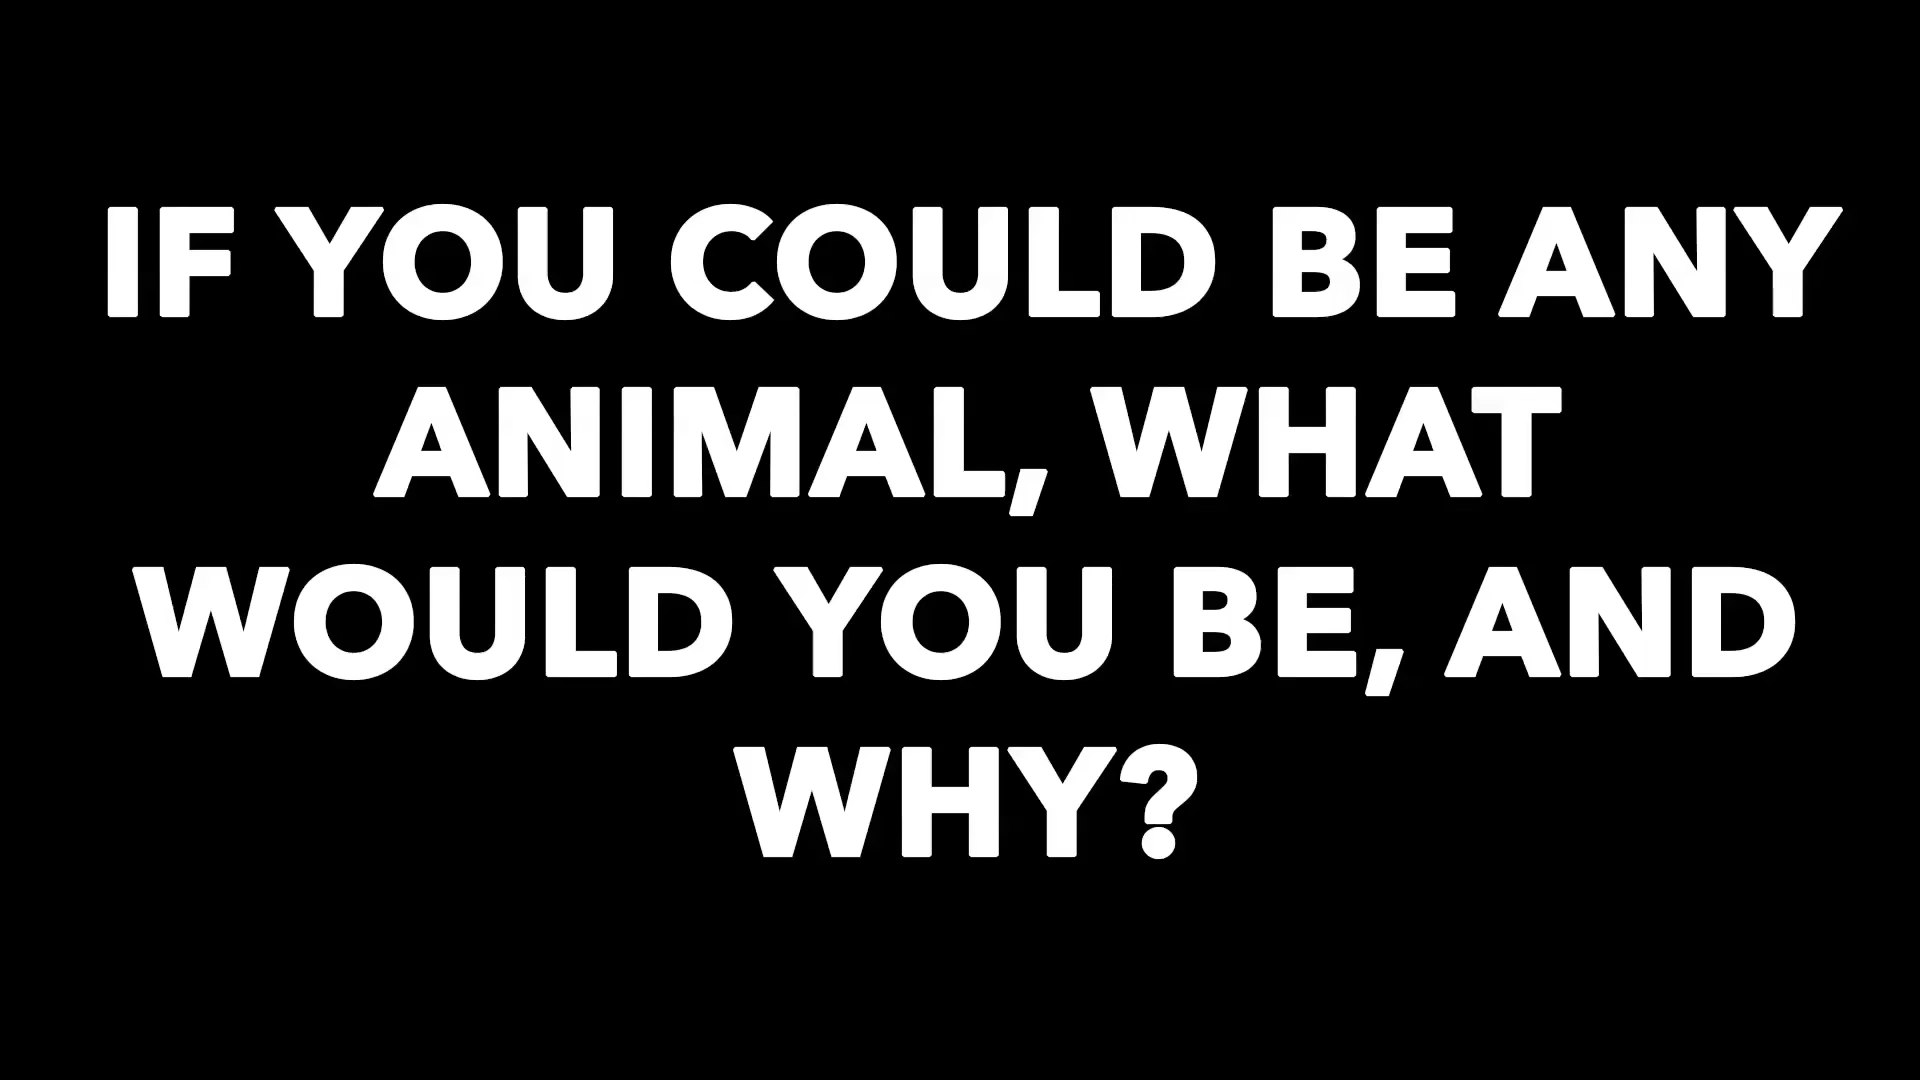 IF YOU COULD BE ANY
ANIMAL, WHAT
WOULD YOU BE, AND
WHY?